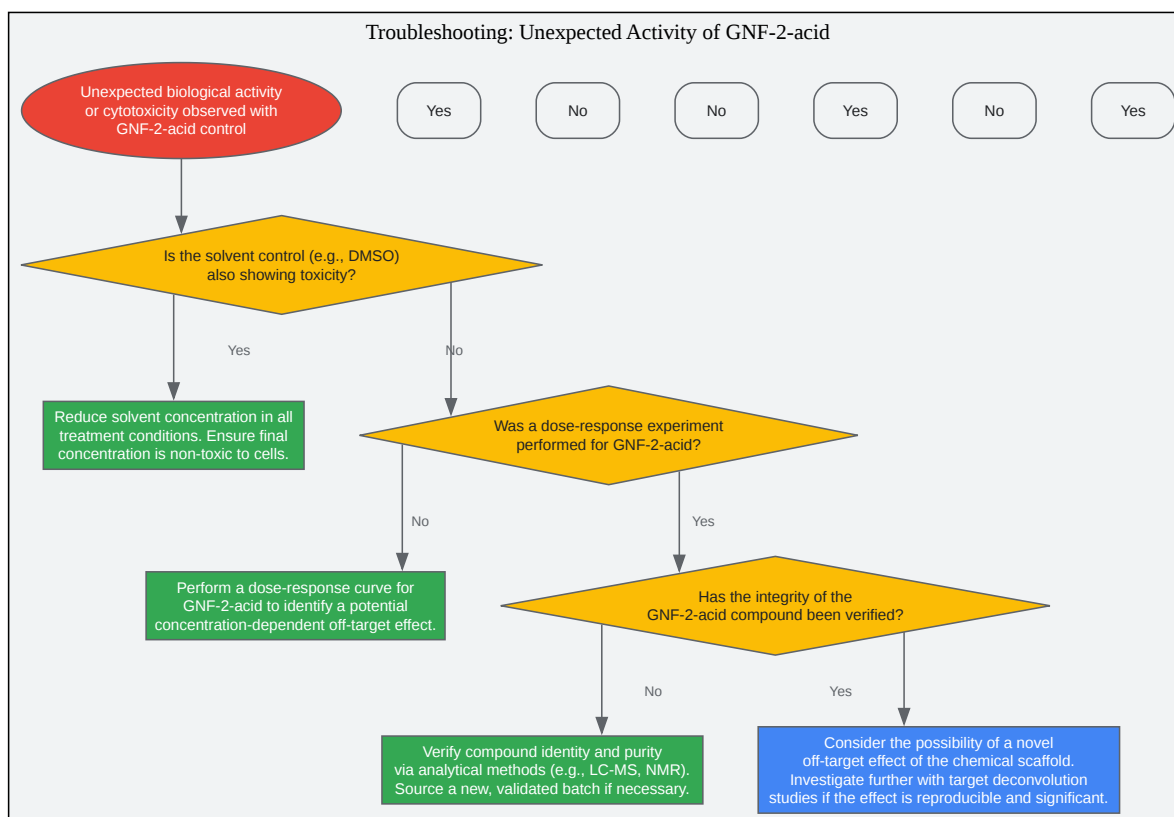 Troubleshooting: Unexpected Activity of GNF-2-acid
Unexpected biological activity
or cytotoxicity observed with
GNF-2-acid control
Yes
No
No
Yes
No
Yes
Is the solvent control (e.g., DMSO)
also showing toxicity?
Yes
No
Reduce solvent concentration in all
treatment conditions. Ensure final
concentration is non-toxic to cells.
Was a dose-response experiment
performed for GNF-2-acid?
No
Yes
Perform a dose-response curve for
GNF-2-acid to identify a potential
concentration-dependent off-target effect.
Has the integrity of the
GNF-2-acid compound been verified?
No
Yes
Verify compound identity and purity
via analytical methods (e.g., LC-MS, NMR).
Source a new, validated batch if necessary.
Consider the possibility of a novel
off-target effect of the chemical scaffold.
Investigate further with target deconvolution
studies if the effect is reproducible and significant.